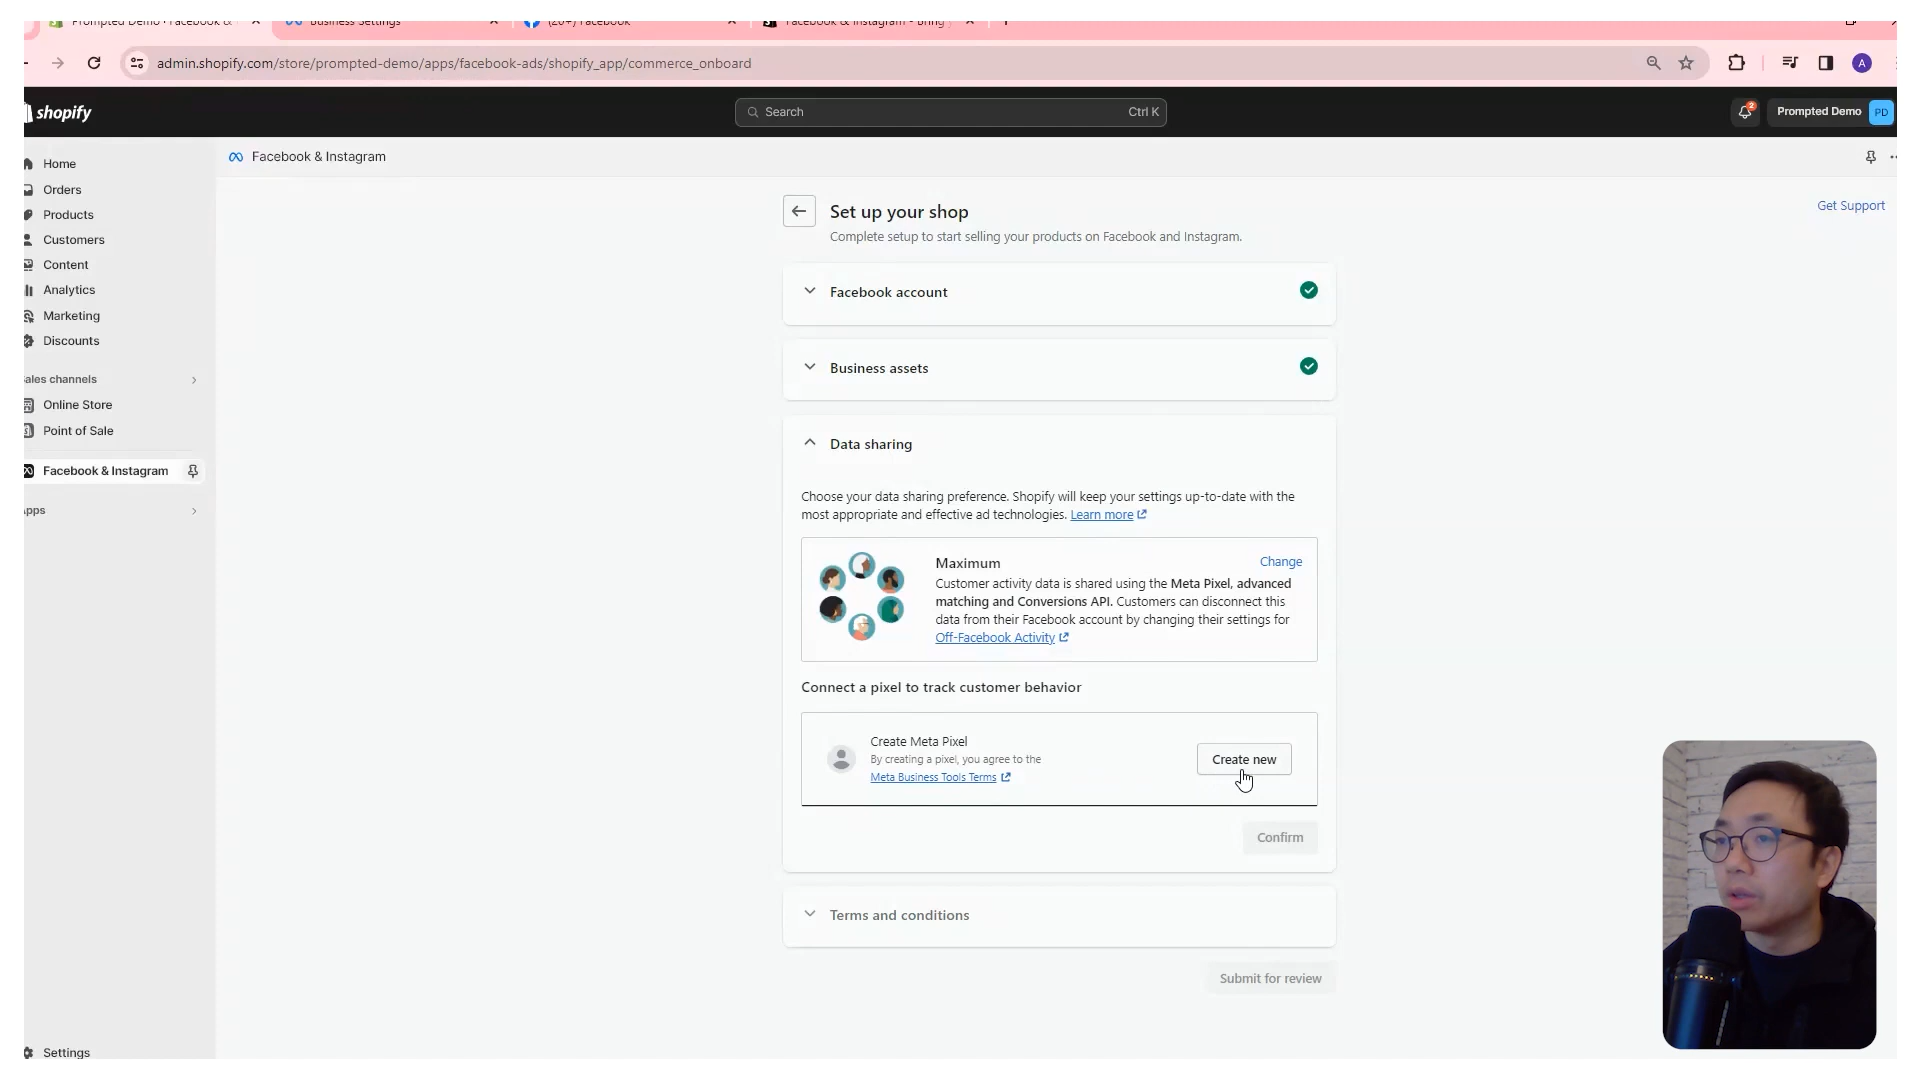 Prompted Demo · Facebook &
Business Settings
(20+) Facebook
Facebook & Instagram - Bring
admin.shopify.com/store/prompted-demo/apps/facebook-ads/shopify_app/commerce_onboard
A
shopify
Search
Ctrl K
2
Prompted Demo
PD
Home
Orders
Products
Customers
Content
Analytics
Marketing
Discounts
ales channels
Online Store
Point of Sale
Facebook & Instagram
pps
Settings
Facebook & Instagram
Get Support
Set up your shop
Complete setup to start selling your products on Facebook and Instagram.
Facebook account
Business assets
Data sharing
Choose your data sharing preference. Shopify will keep your settings up-to-date with the
most appropriate and effective ad technologies. Learn more
Maximum
Change
Customer activity data is shared using the Meta Pixel, advanced
matching and Conversions API. Customers can disconnect this
data from their Facebook account by changing their settings for
Off-Facebook Activity
Connect a pixel to track customer behavior
Create Meta Pixel
By creating a pixel, you agree to the
Meta Business Tools Terms
Create new
Confirm
Terms and conditions
Submit for review